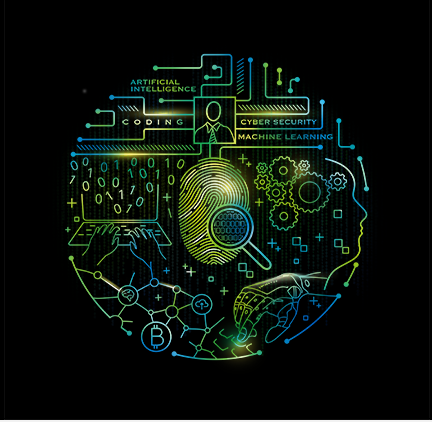 ARTIFICIAL
INTELLIGENCE
CODING
CYBER SECURITY
MACHINE LEARNING